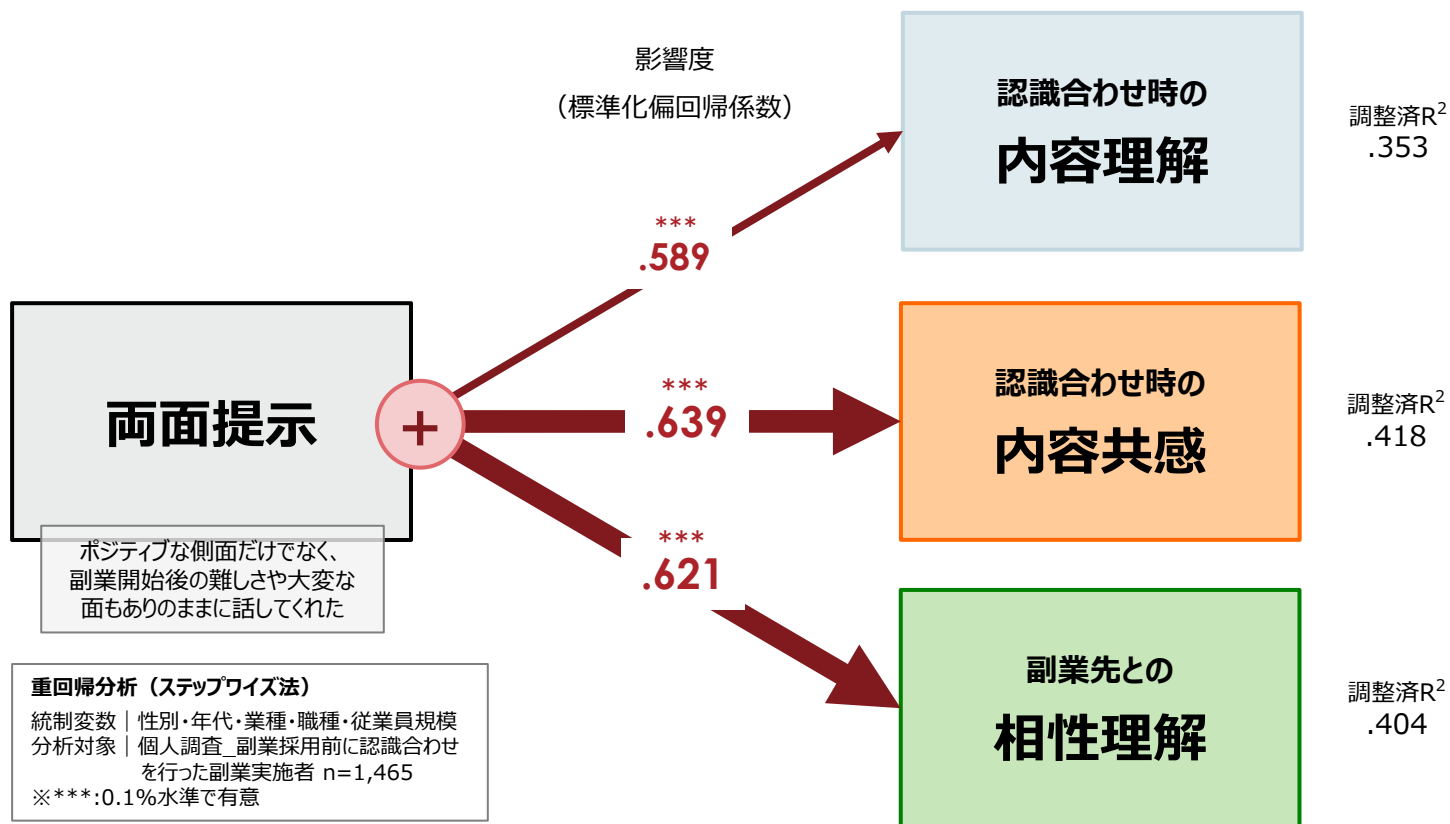 影響度
（標準化偏回帰係数）
認識合わせ時の
内容理解
調整済R²
.353
***
.589
両面提示
+
***
.639
認識合わせ時の
内容共感
調整済R²
.418
ポジティブな側面だけでなく、
副業開始後の難しさや大変な
面もありのままに話してくれた
***
.621
副業先との
相性理解
調整済R²
.404
重回帰分析（ステップワイズ法）
統制変数｜性別・年代・業種・職種・従業員規模
分析対象｜個人調査_副業採用前に認識合わせ
を行った副業実施者 n=1,465
※***:0.1%水準で有意